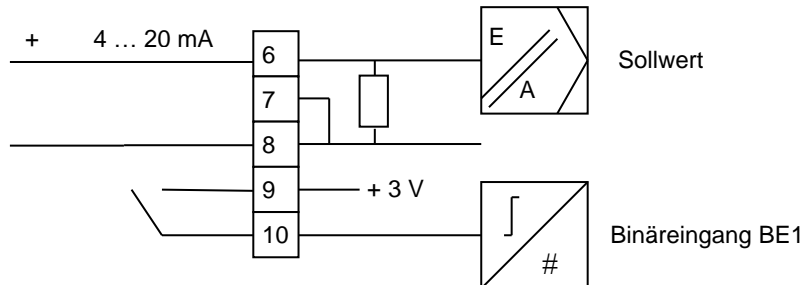 + 4 … 20 mA
6
E
A
Sollwert
7
8
9
+ 3 V
10
#
Binäreingang BE1